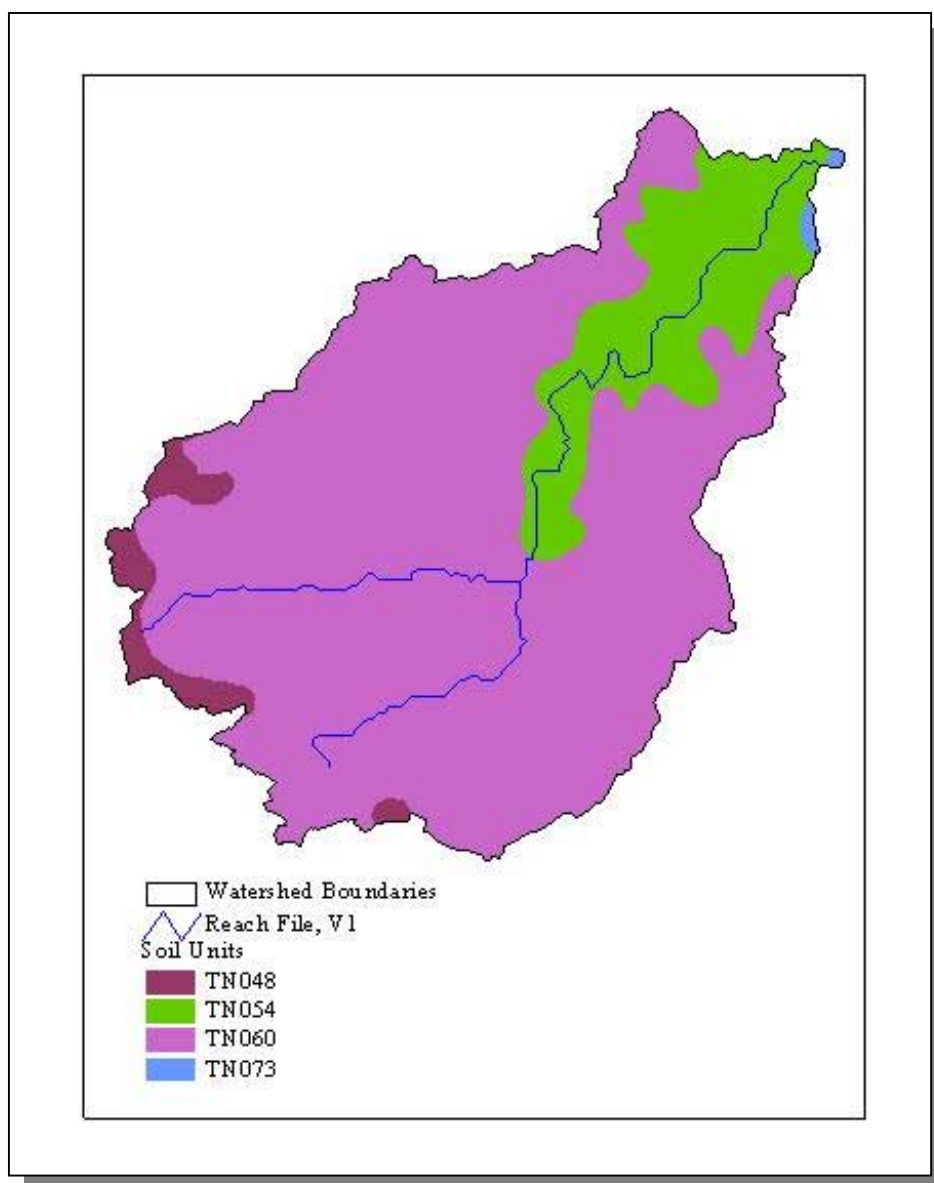 Watershed Boundaries
Reach File, V1
Soil Units
TN048
TN054
TN060
TN073